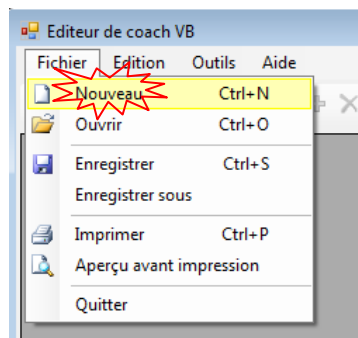 Editeur de coach VB
Fichier Edition Outils Aide
Nouveau Ctrl+N
Ouvrir Ctrl+O
Enregistrer Ctrl+S
Enregistrer sous
Imprimer Ctrl+P
Aperçu avant impression
Quitter